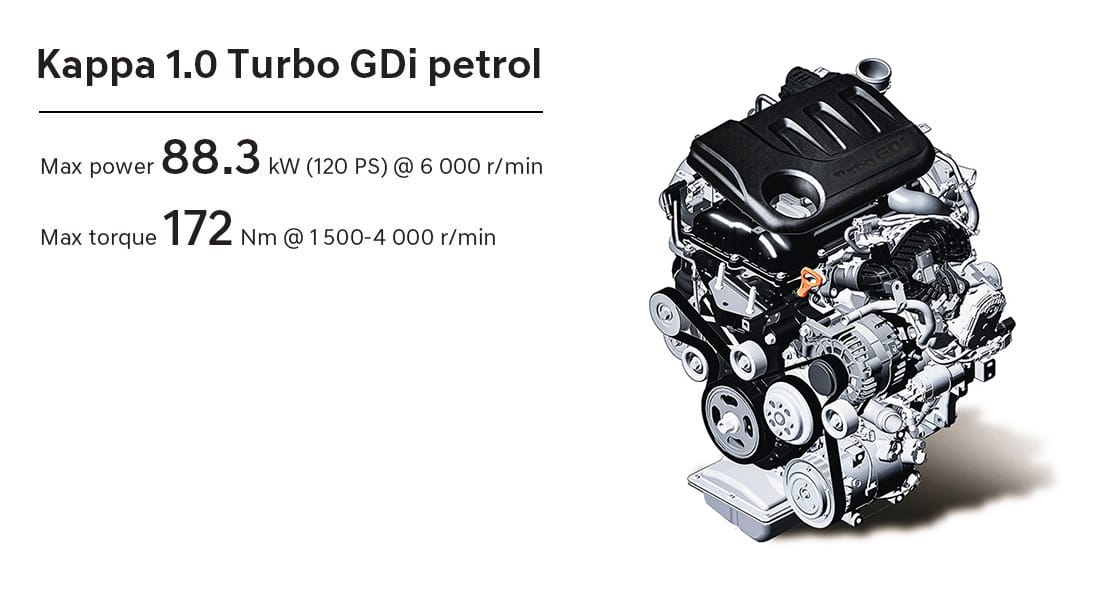 Kappa 1.0 Turbo GDi petrol
Max power 88.3 kW (120 PS) @ 6 000 r/min
Max torque 172 Nm @ 1 500-4 000 r/min
Turbo GDi